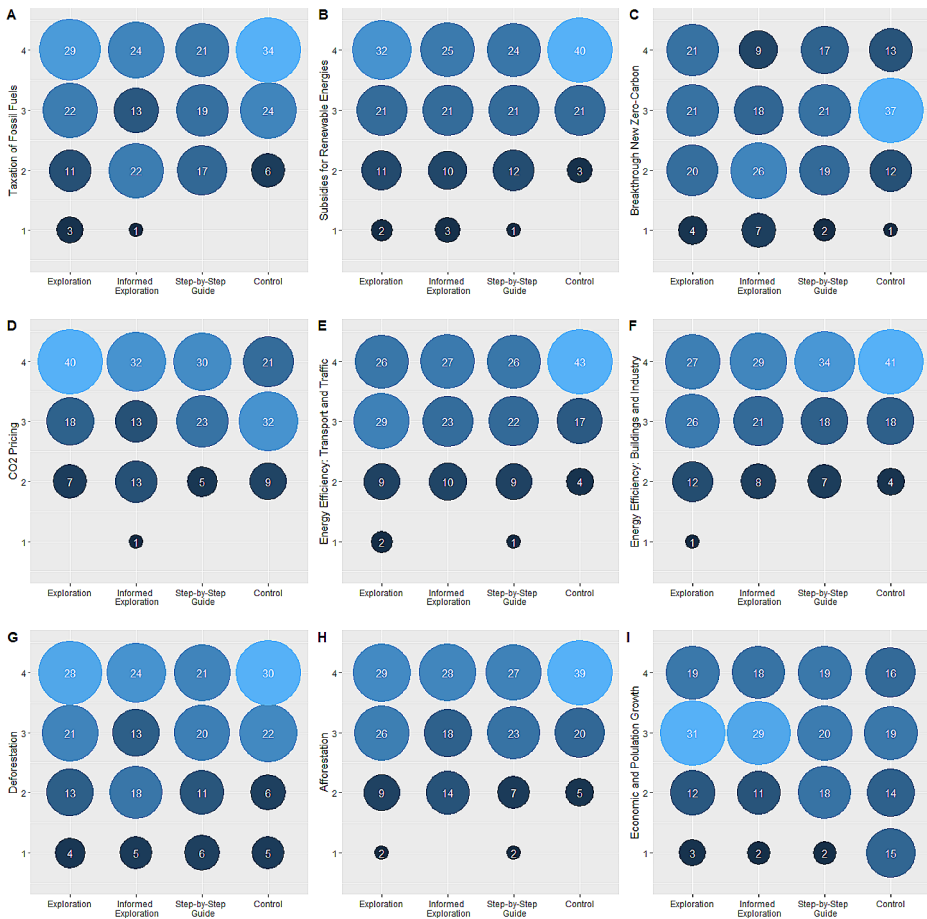 A
Taxation of Fossil Fuels
4
29 24 21 34
3
22 13 19 24
2
11 22 17 6
1
3 1
Exploration Informed Step-by-Step Control
Exploration Guide
B
Subsidies for Renewable Energies
4
32 25 24 40
3
21 21 21 21
2
11 10 12 3
1
2 3 1
Exploration Informed Step-by-Step Control
Exploration Guide
C
Breakthrough New Zero-Carbon
4
21 9 17 13
3
21 18 21 37
2
20 26 19 12
1
4 7 2 1
Exploration Informed Step-by-Step Control
Exploration Guide
D
CO2 Pricing
4
40 32 30 21
3
18 13 23 32
2
7 13 5 9
1
1
Exploration Informed Step-by-Step Control
Exploration Guide
E
Energy Efficiency: Transport and Traffic
4
26 27 26 43
3
29 23 22 17
2
9 10 9 4
1
2 1
Exploration Informed Step-by-Step Control
Exploration Guide
F
Energy Efficiency: Buildings and Industry
4
27 29 34 41
3
26 21 18 18
2
12 8 7 4
1
1
Exploration Informed Step-by-Step Control
Exploration Guide
G
Deforestation
4
28 24 21 30
3
21 13 20 22
2
13 18 11 6
1
4 5 6 5
Exploration Informed Step-by-Step Control
Exploration Guide
H
Afforestation
4
29 28 27 39
3
26 18 23 20
2
9 14 7 5
1
2 2
Exploration Informed Step-by-Step Control
Exploration Guide
I
Economic and Polulation Growth
4
19 18 19 16
3
31 29 20 19
2
12 11 18 14
1
3 2 2 15
Exploration Informed Step-by-Step Control
Exploration Guide